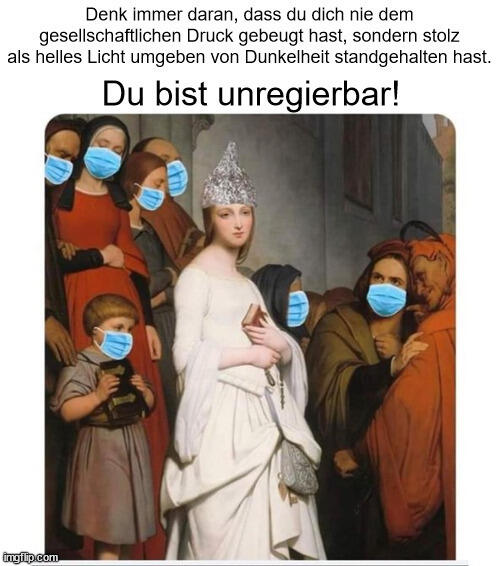 Denk immer daran, dass du dich nie dem
gesellschaftlichen Druck gebeugt hast, sondern stolz
als helles Licht umgeben von Dunkelheit standgehalten hast.
Du bist unregierbar!
imgflip.com